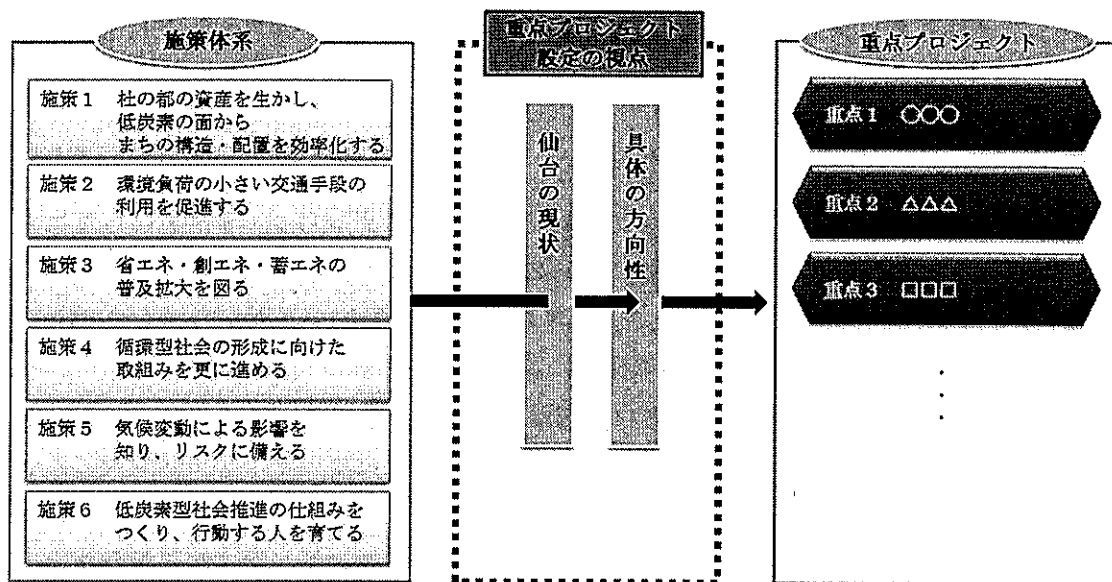 施策体系
施策1 杜の都の資産を生かし、
低炭素の面から
まちの構造・配置を効率化する
施策2 環境負荷の小さい交通手段の
利用を促進する
施策3 省エネ・創エネ・蓄エネの
普及拡大を図る
施策4 循環型社会の形成に向けた
取組みを更に進める
施策5 気候変動による影響を
知り、リスクに備える
施策6 低炭素型社会推進の仕組みを
つくり、行動する人を育てる
重点プロジェクト
設定の視点
仙台の現状
具体の方向性
重点プロジェクト
重点1 ○○○
重点2 △△△
重点3 □□□